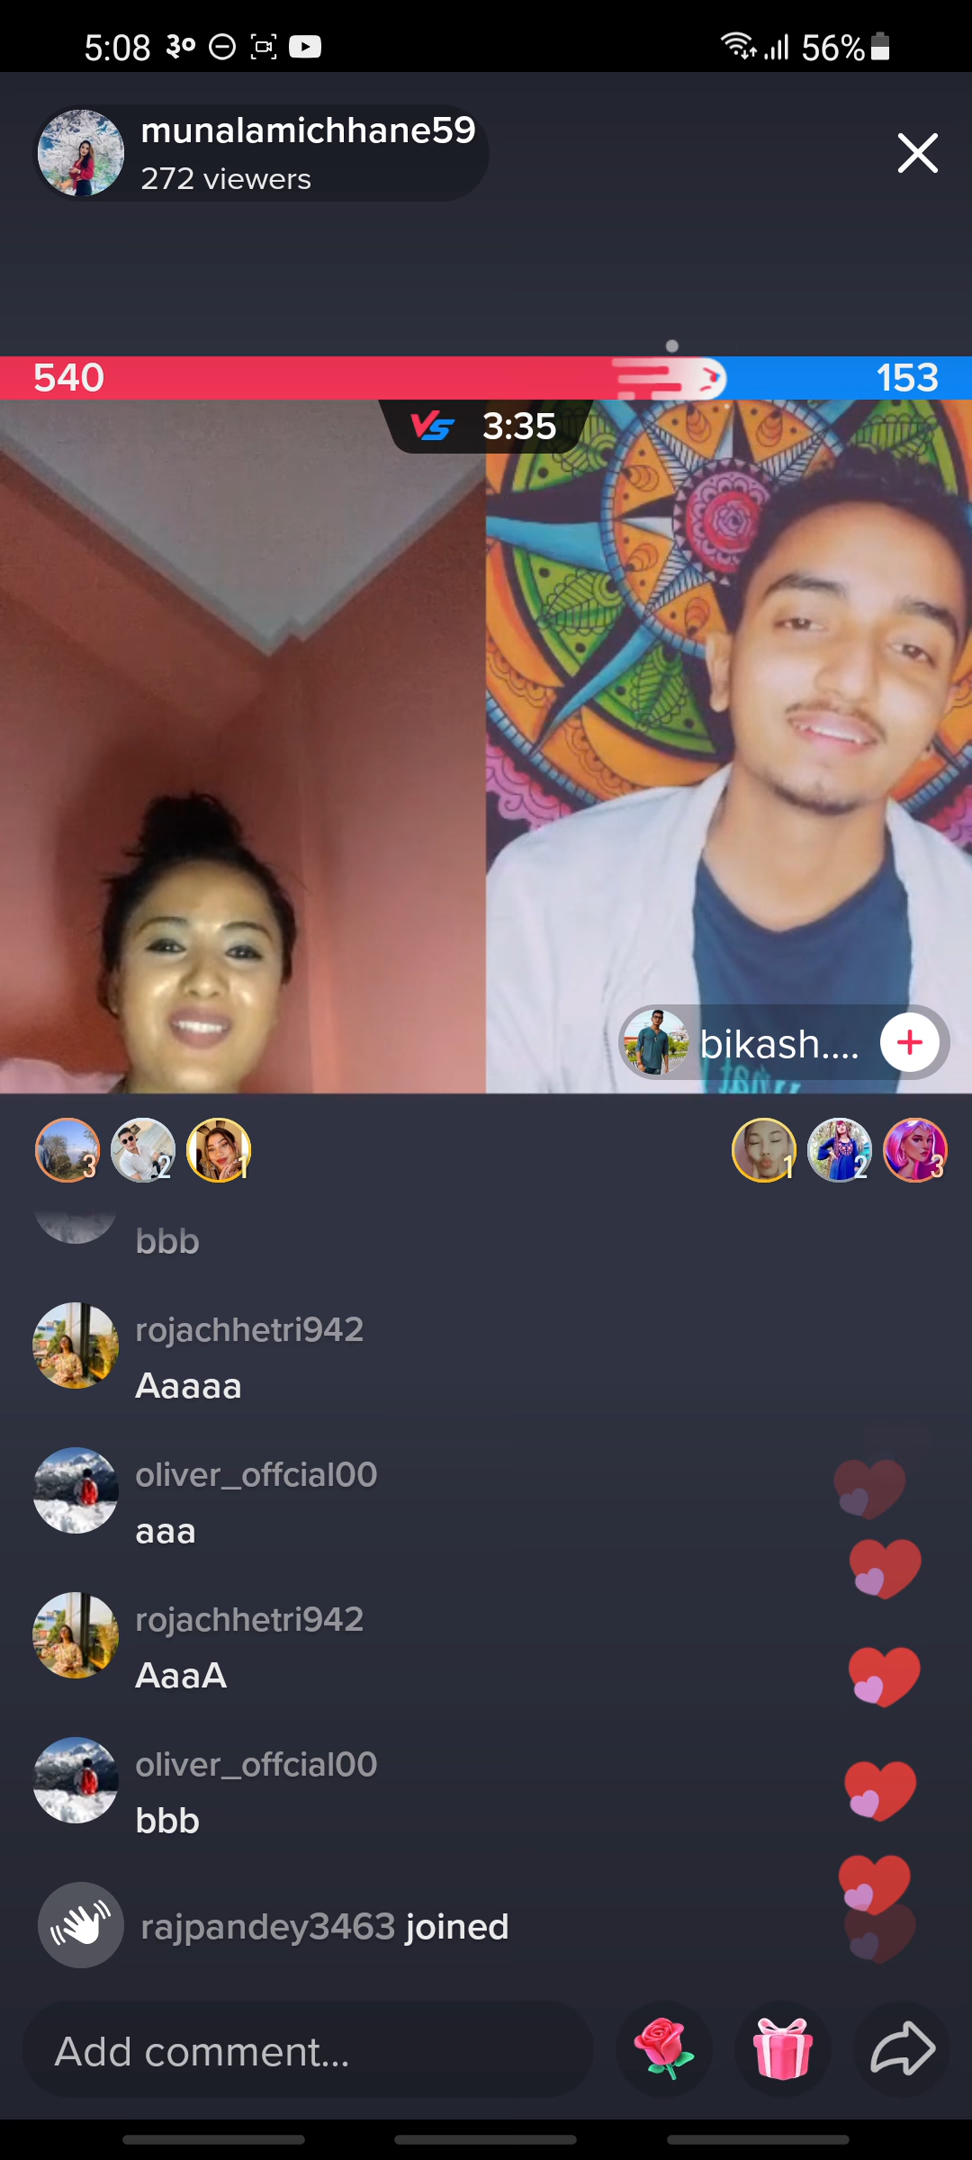 5:08 ३० 56%
munalamichhane59
272 viewers
540 153
VS 3:35
bikash....
3 2 1 1 2 3
bbb
rojachhetri942
Aaaaa
oliver_offcial00
aaa
rojachhetri942
AaaA
oliver_offcial00
bbb
rajpandey3463 joined
Add comment...